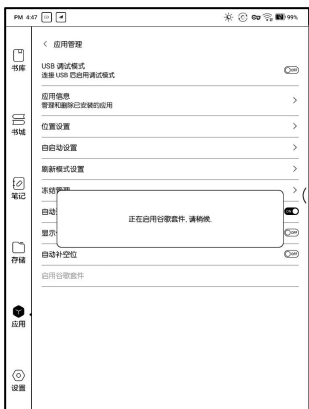 PM 4:47
99%
应用管理
书库
USB 调试模式
连接 USB 后启用调试模式
OFF
应用信息
管理和删除已安装的应用
书城
位置设置
自启动设置
刷新模式设置
笔记
冻结管理
自动
ON
正在启用谷歌套件, 请稍候.
显示
OFF
存储
自动补空位
OFF
启用谷歌套件
应用
设置